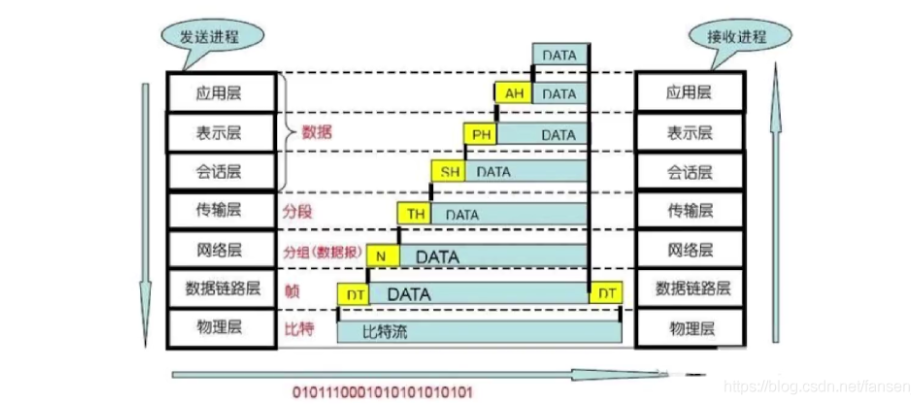 发送进程
接收进程
DATA
应用层
AH
DATA
应用层
表示层
数据
PH
DATA
表示层
会话层
SH
DATA
会话层
传输层
分段
TH
DATA
传输层
网络层
分组(数据报)
N
DATA
网络层
数据链路层
帧
DT
DATA
DT
数据链路层
物理层
比特
比特流
物理层
01011100010101010101
https://blog.csdn.net/fansen